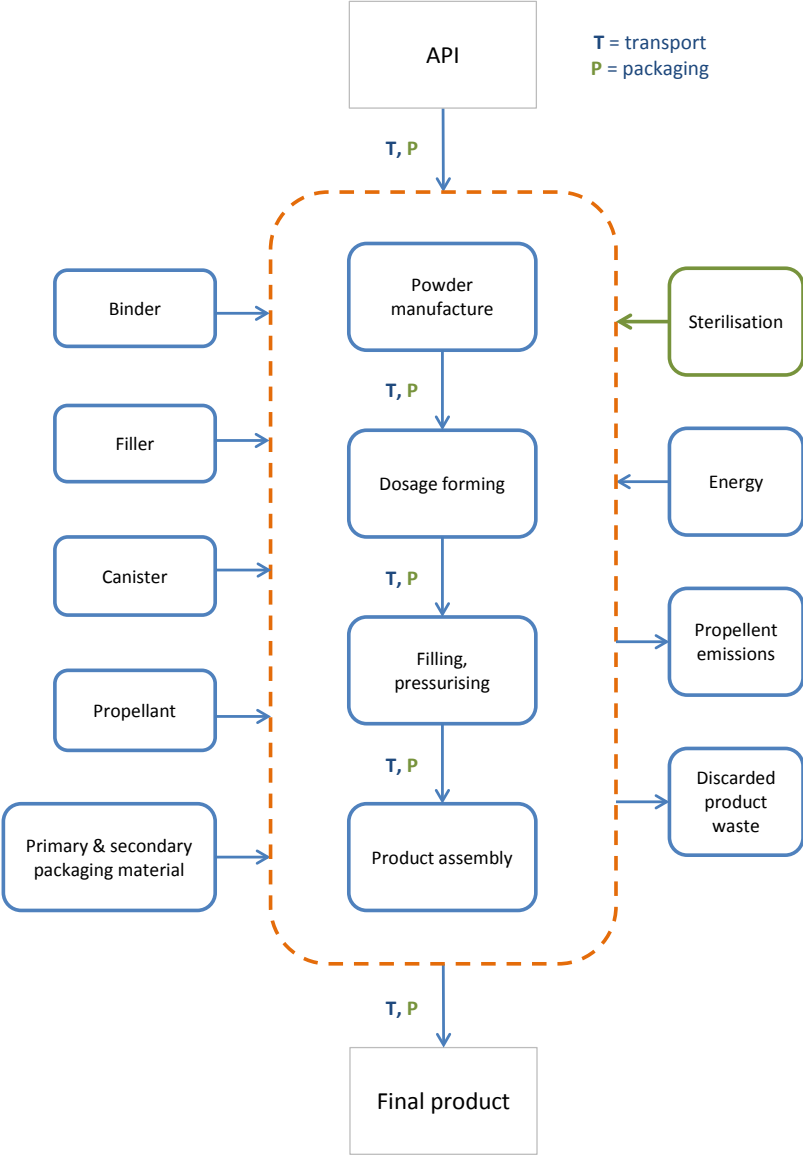 API
T = transport
P = packaging
T, P
Powder
manufacture
Binder
Sterilisation
T, P
Filler
Dosage forming
Energy
T, P
Canister
Filling,
pressurising
Propellent
emissions
Propellant
T, P
Discarded
product
waste
Primary & secondary
packaging material
Product assembly
T, P
Final product